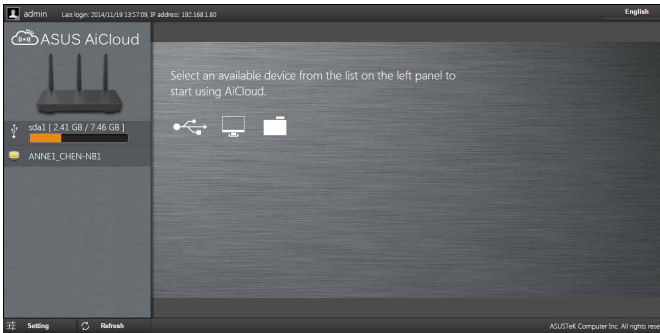 admin Last login: 2014/11/19 13:57:09, IP address: 192.168.1.80
English
ASUS AiCloud
Select an available device from the list on the left panel to
start using AiCloud.
sda1 [ 2.41 GB / 7.46 GB ]
ANNE1_CHEN-NB1
Setting Refresh
ASUSTeK Computer Inc. All rights rese